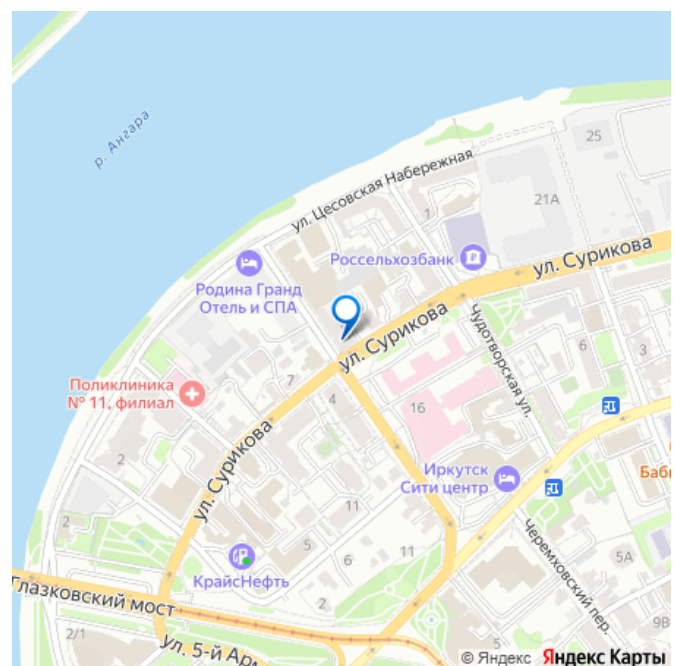 р. Ангара
25
ул. Цесовская Набережная
21А
1
Россельхозбанк
ул. Сурикова
Родина Гранд
Отель и СПА
ул. Сурикова
Чудотворская ул.
6
3
Поликлиника
№ 11, филиал
7
4
16
2
ул. Сурикова
Иркутск
Сити центр
Баб
11
2
5
6
11
КрайсНефть
2
Черемховский пер.
5А
Глазковский мост
9В
2/1
ул. 5-й Арм
5
© Яндекс Яндекс Карты